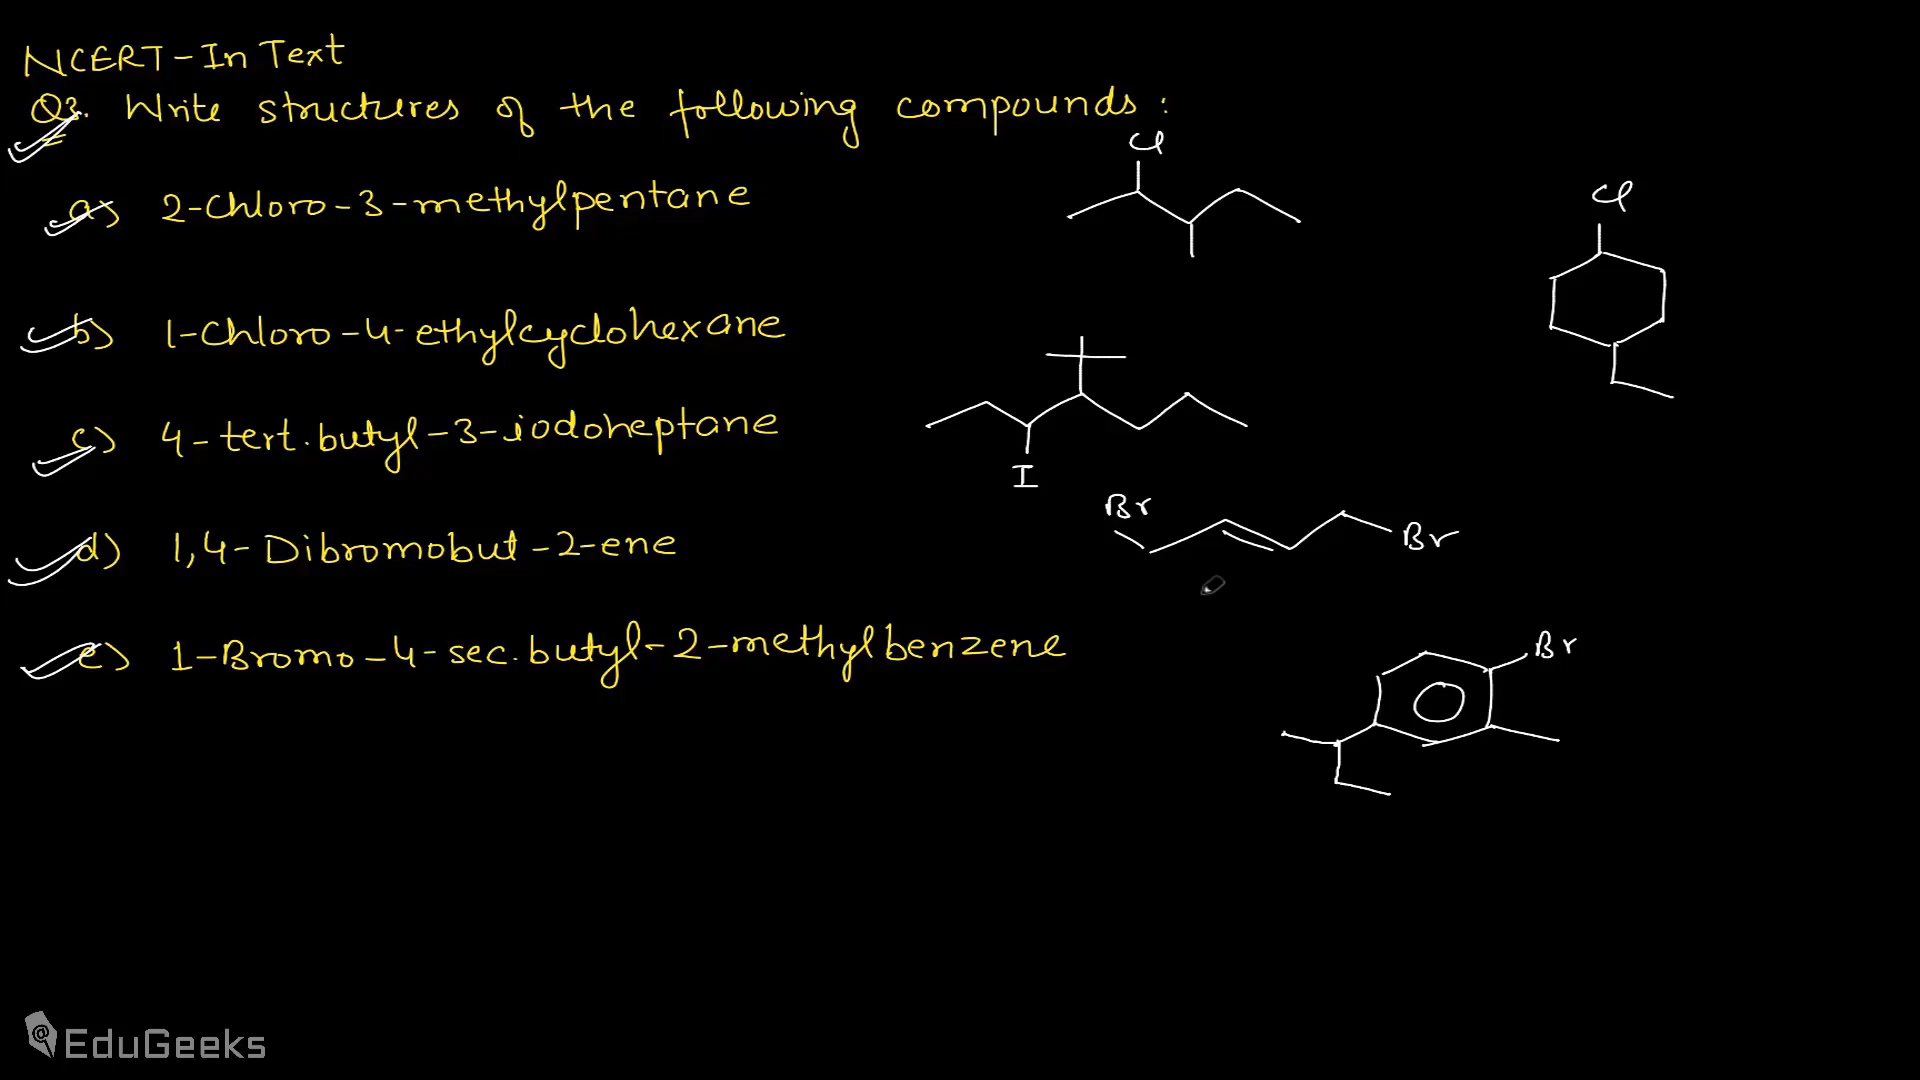 NCERT-In Text
Q3. Write structures of the following compounds:
a) 2-Chloro-3-methylpentane
Cl
Cl
b) 1-Chloro-4-ethylcyclohexane
c) 4-tert.butyl-3-iodoheptane
I
d) 1,4-Dibromobut-2-ene
Br
Br
e) 1-Bromo-4-sec.butyl-2-methylbenzene
Br
EduGeeks